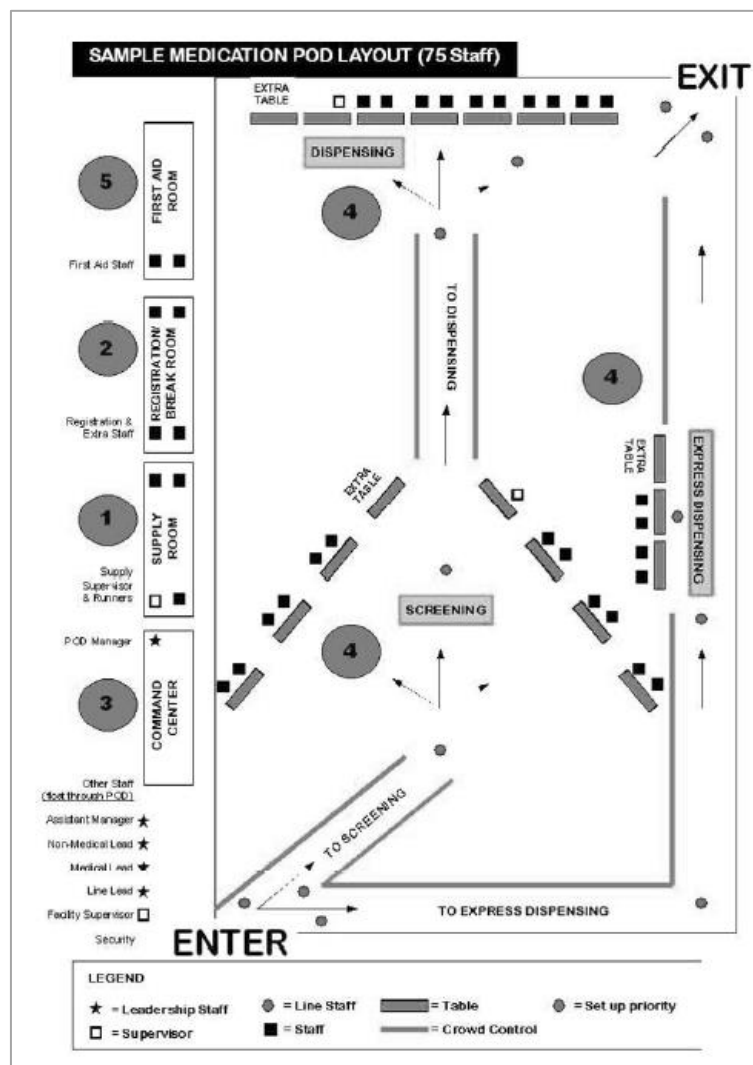 SAMPLE MEDICATION POD LAYOUT (75 Staff)
EXIT
EXTRA
TABLE
DISPENSING
5
FIRST AID
ROOM
4
First Aid Staff
TO DISPENSING
2
REGISTRATION/
BREAK ROOM
4
Registration &
Extra Staff
EXTRA
TABLE
EXPRESS DISPENSING
EXTRA
TABLE
1
SUPPLY
ROOM
Supply
Supervisor
& Runners
SCREENING
POD Manager
4
3
COMMAND
CENTER
Other Staff
(float through POD)
TO SCREENING
Assistant Manager ★
Non-Medical Lead ★
Medical Lead ★
Line Lead ★
Facility Supervisor
Security
TO EXPRESS DISPENSING
ENTER
LEGEND
★ = Leadership Staff
= Line Staff
= Table
= Set up priority
= Supervisor
= Staff
= Crowd Control